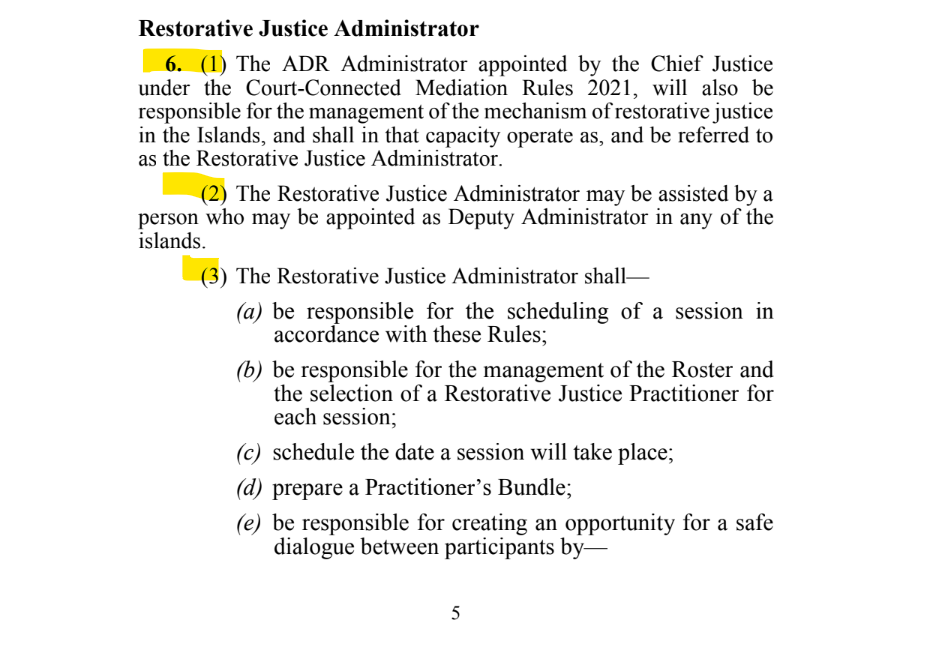 Restorative Justice Administrator
6. (1) The ADR Administrator appointed by the Chief Justice
under the Court-Connected Mediation Rules 2021, will also be
responsible for the management of the mechanism of restorative justice
in the Islands, and shall in that capacity operate as, and be referred to
as the Restorative Justice Administrator.
(2) The Restorative Justice Administrator may be assisted by a
person who may be appointed as Deputy Administrator in any of the
islands.
(3) The Restorative Justice Administrator shall—
(a) be responsible for the scheduling of a session in
accordance with these Rules;
(b) be responsible for the management of the Roster and
the selection of a Restorative Justice Practitioner for
each session;
(c) schedule the date a session will take place;
(d) prepare a Practitioner’s Bundle;
(e) be responsible for creating an opportunity for a safe
dialogue between participants by—
5